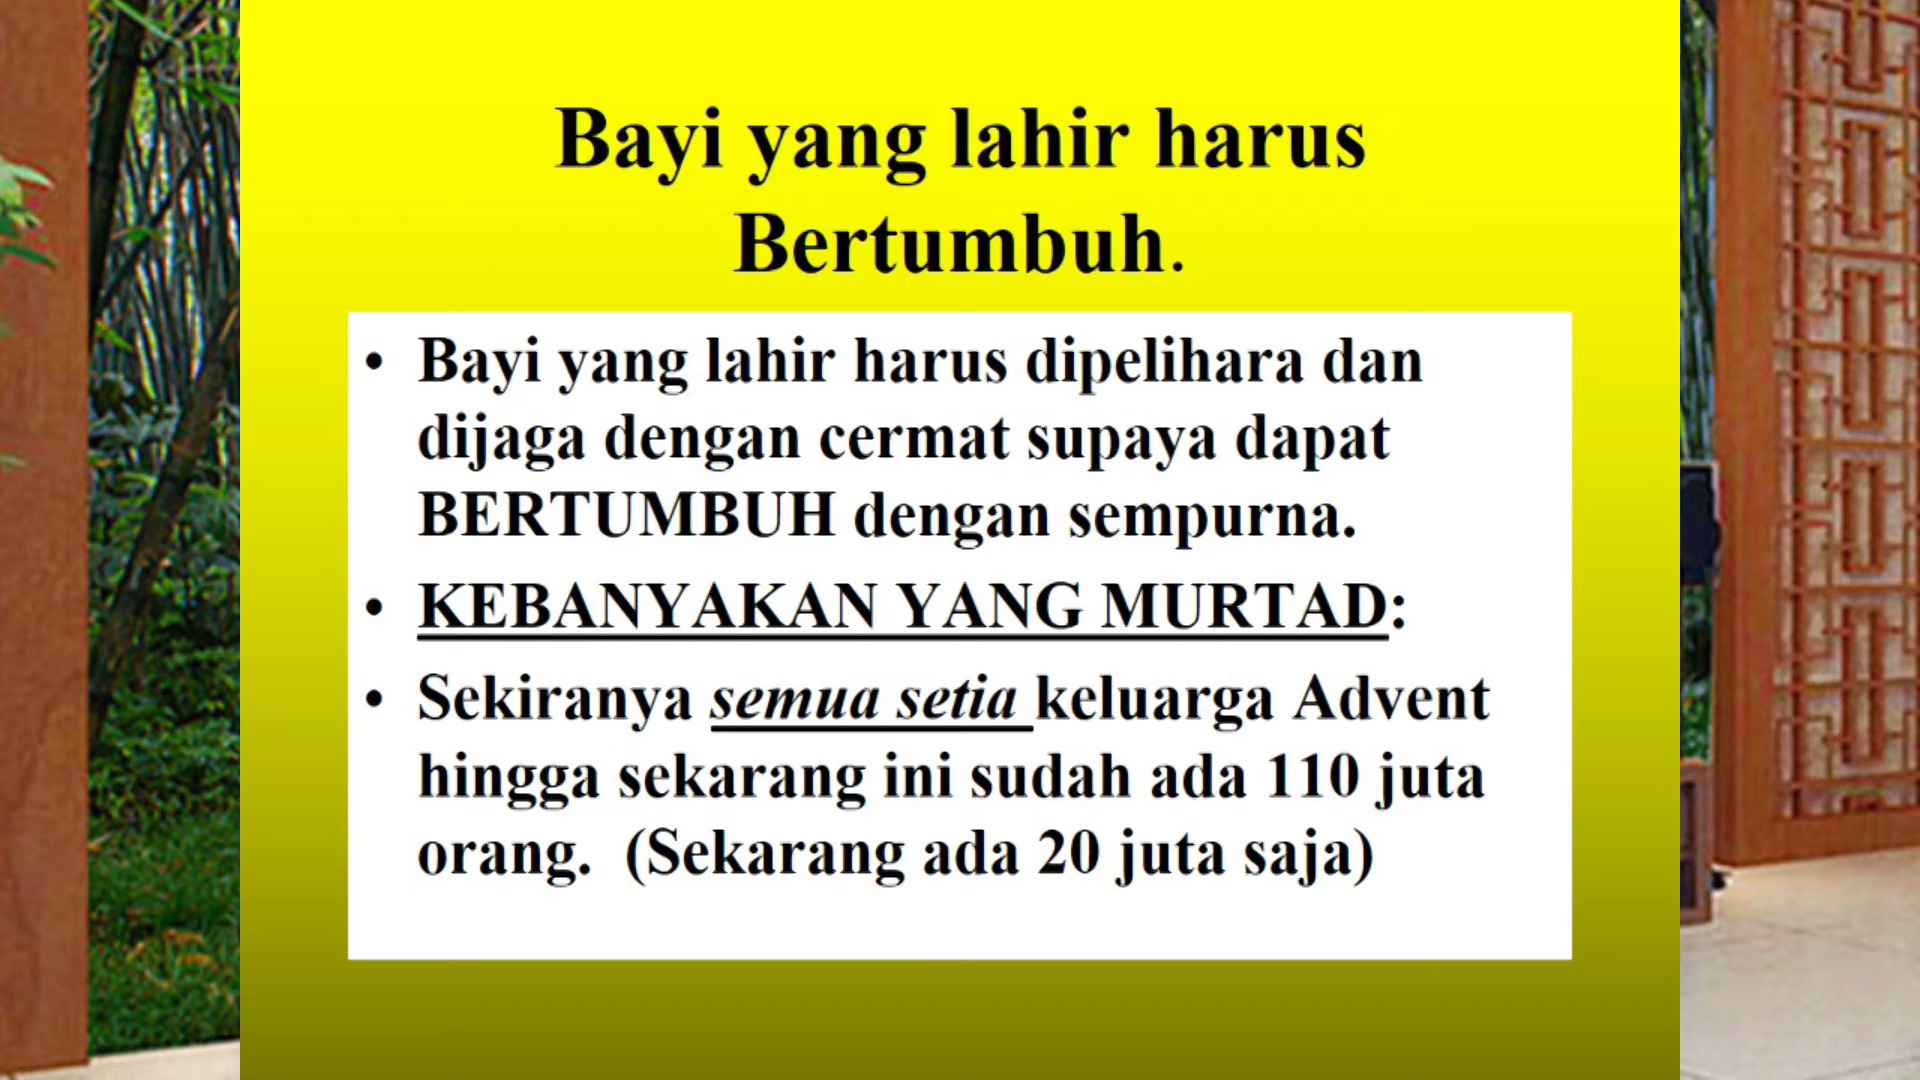 Bayi yang lahir harus
Bertumbuh.
• Bayi yang lahir harus dipelihara dan
dijaga dengan cermat supaya dapat
BERTUMBUH dengan sempurna.
• KEBANYAKAN YANG MURTAD:
• Sekiranya semua setia keluarga Advent
hingga sekarang ini sudah ada 110 juta
orang.  (Sekarang ada 20 juta saja)